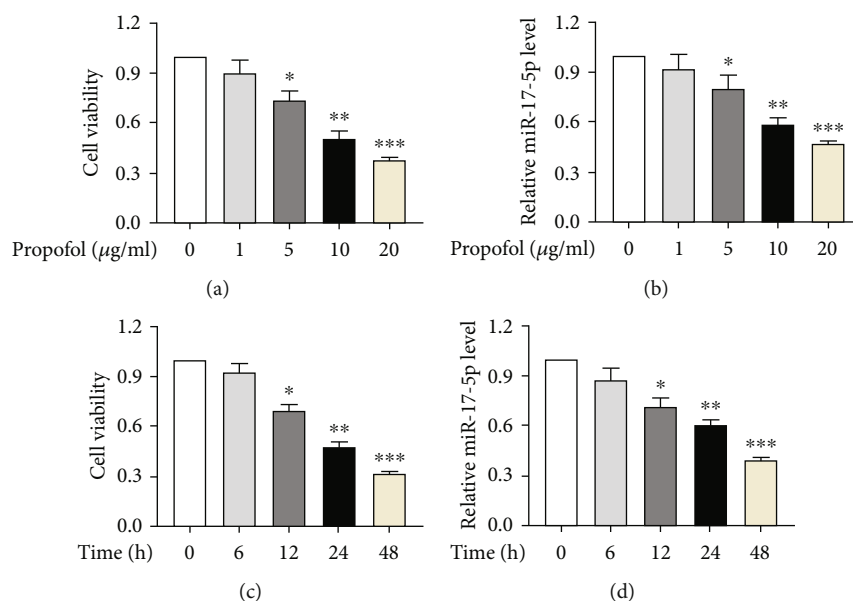 1.2
0.9
0.6
0.3
0.0
Cell viability
*
**
***
Propofol (μg/ml) 0 1 5 10 20
(a)
1.2
0.9
0.6
0.3
0.0
Relative miR-17-5p level
*
**
***
Propofol (μg/ml) 0 1 5 10 20
(b)
1.2
0.9
0.6
0.3
0.0
Cell viability
*
**
***
Time (h) 0 6 12 24 48
(c)
1.2
0.9
0.6
0.3
0.0
Relative miR-17-5p level
*
**
***
Time (h) 0 6 12 24 48
(d)